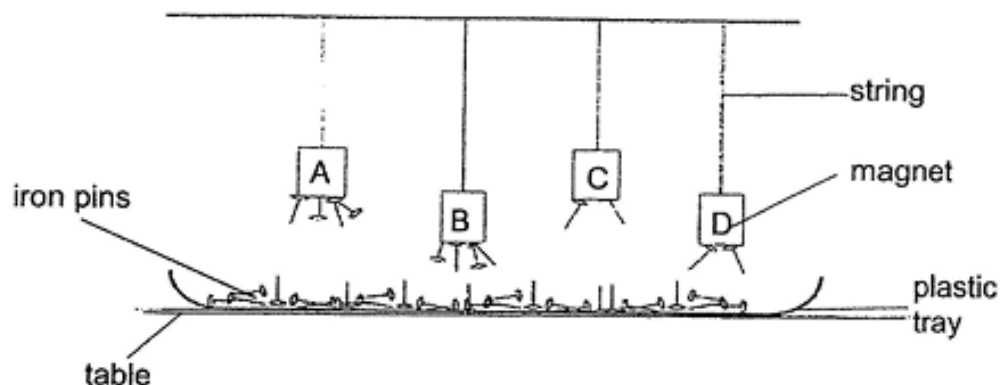 string
A
C
magnet
iron pins
B
D
plastic
tray
table